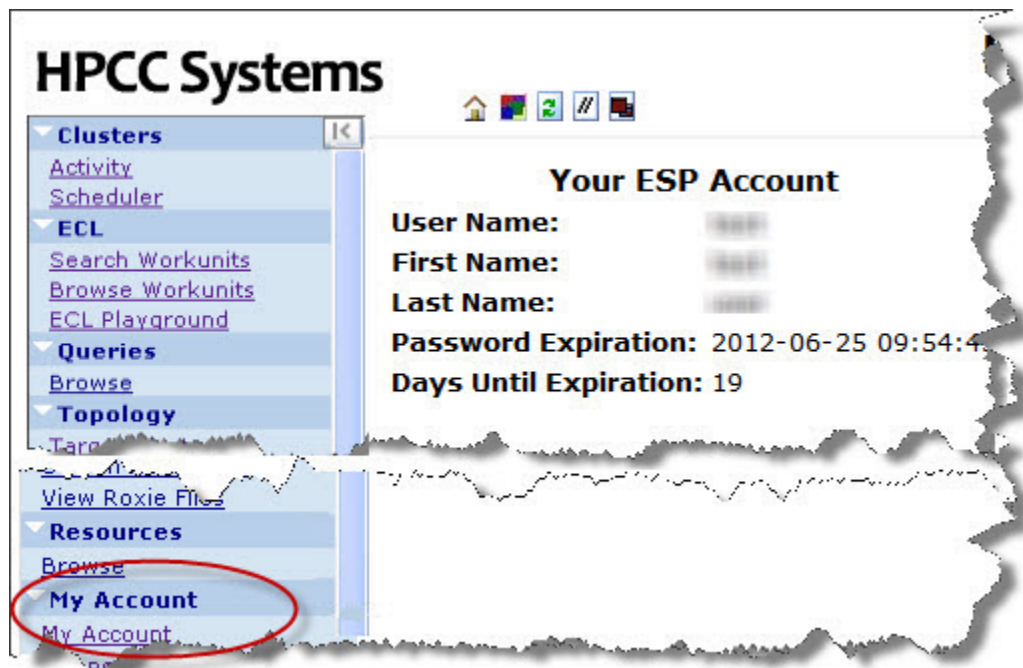 HPCC Systems
Clusters
Activity
Scheduler
ECL
Search Workunits
Browse Workunits
ECL Playground
Queries
Browse
Topology
View Roxie Files
Resources
Browse
My Account
My Account
Your ESP Account
User Name:
First Name:
Last Name:
Password Expiration: 2012-06-25 09:54:4
Days Until Expiration: 19